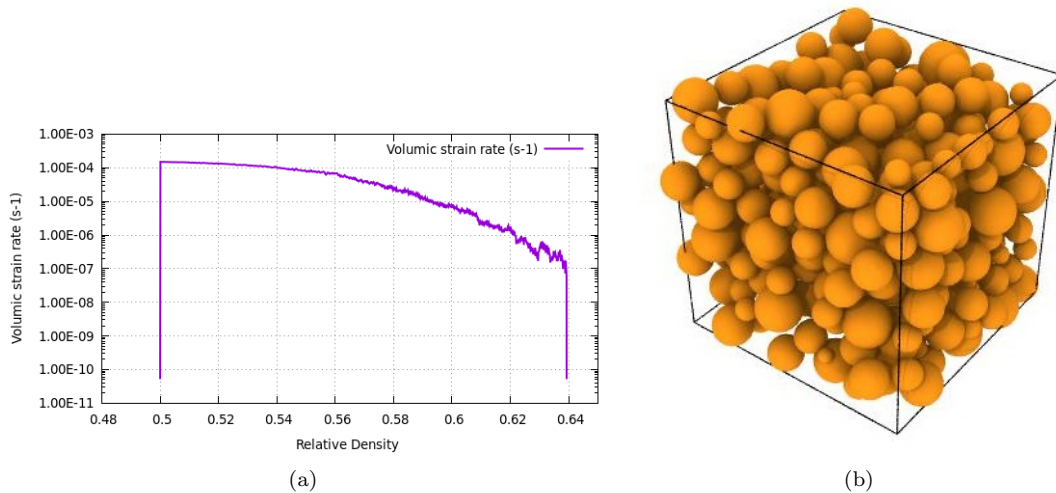 1.00E-03
1.00E-04
1.00E-05
1.00E-06
1.00E-07
1.00E-08
1.00E-09
1.00E-10
1.00E-11
Volumic strain rate (s-1)
Volumic strain rate (s-1)
0.48 0.5 0.52 0.54 0.56 0.58 0.6 0.62 0.64
Relative Density
(a) (b)